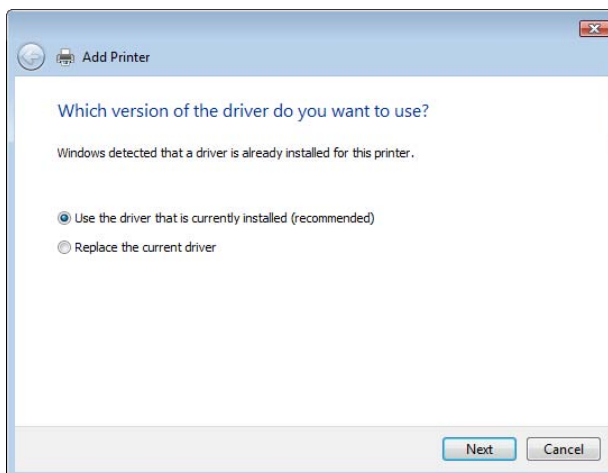 Add Printer
Which version of the driver do you want to use?
Windows detected that a driver is already installed for this printer.
Use the driver that is currently installed (recommended)
Replace the current driver
Next Cancel